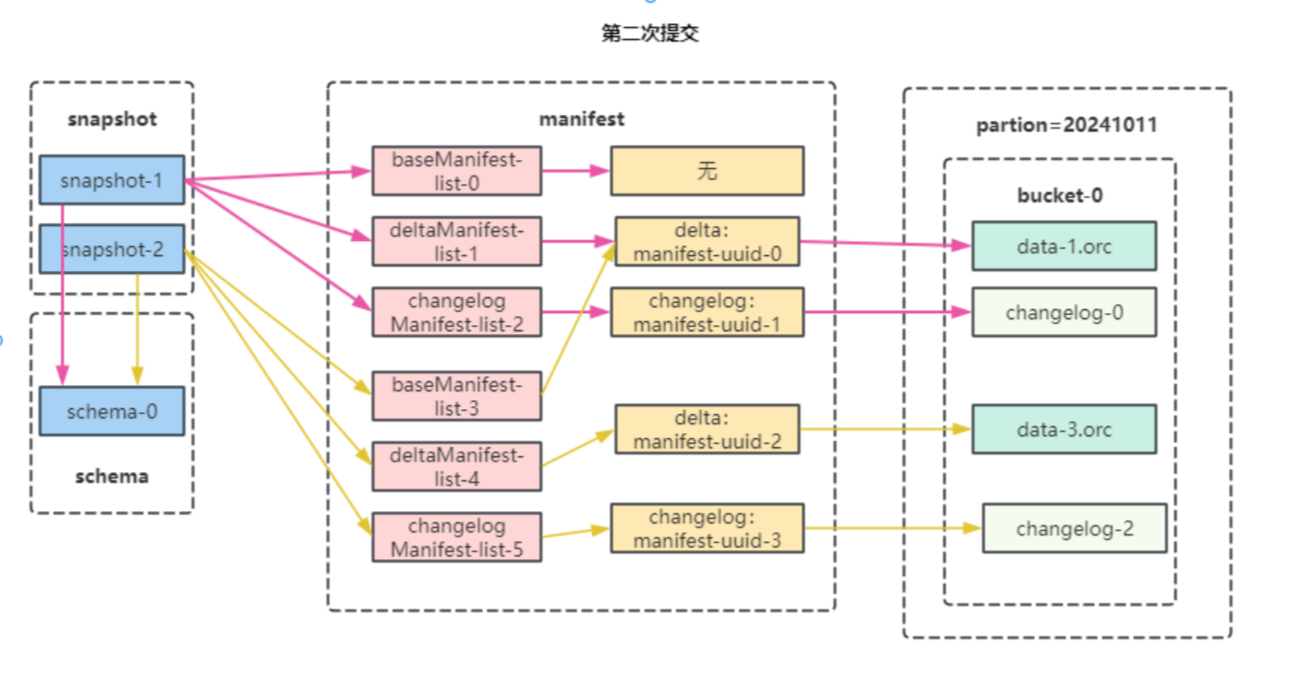 第二次提交
snapshot
snapshot-1
snapshot-2
schema-0
schema
manifest
baseManifest-
list-0
无
deltaManifest-
list-1
delta:
manifest-uuid-0
changelog
Manifest-list-2
changelog:
manifest-uuid-1
baseManifest-
list-3
deltaManifest-
list-4
delta:
manifest-uuid-2
changelog
Manifest-list-5
changelog:
manifest-uuid-3
partion=20241011
bucket-0
data-1.orc
changelog-0
data-3.orc
changelog-2